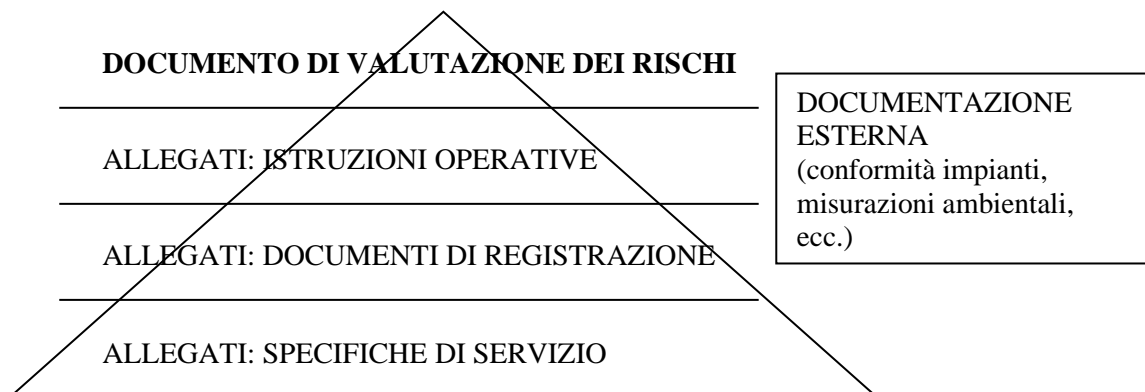 DOCUMENTO DI VALUTAZIONE DEI RISCHI
ALLEGATI: ISTRUZIONI OPERATIVE
ALLEGATI: DOCUMENTI DI REGISTRAZIONE
ALLEGATI: SPECIFICHE DI SERVIZIO
DOCUMENTAZIONE
ESTERNA
(conformità impianti,
misurazioni ambientali,
ecc.)